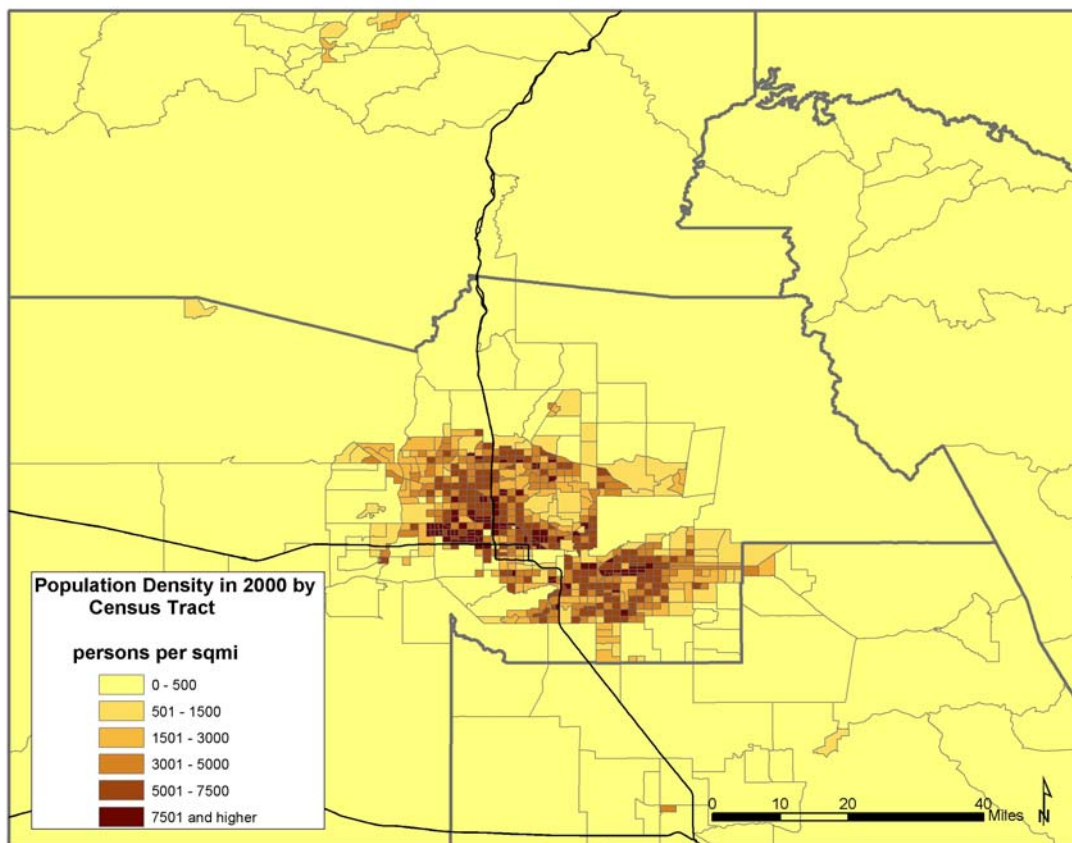 Population Density in 2000 by
Census Tract
persons per sqmi
0 - 500
501 - 1500
1501 - 3000
3001 - 5000
5001 - 7500
7501 and higher
0 10 20 40
Miles
N